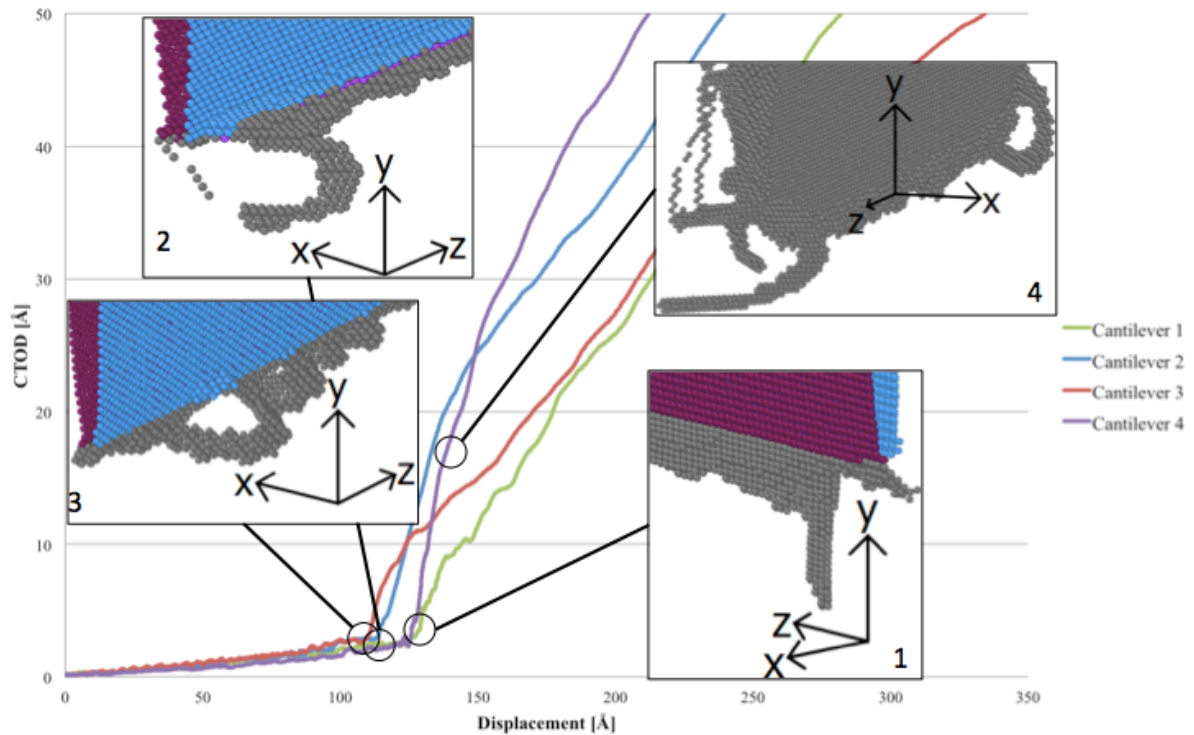 50
40
30
20
10
0
CTOD [Å]
0 50 100 150 200 250 300 350
Displacement [Å]
y
x
z
2
y
x
z
3
y
x
z
4
y
z
x
1
Cantilever 1
Cantilever 2
Cantilever 3
Cantilever 4